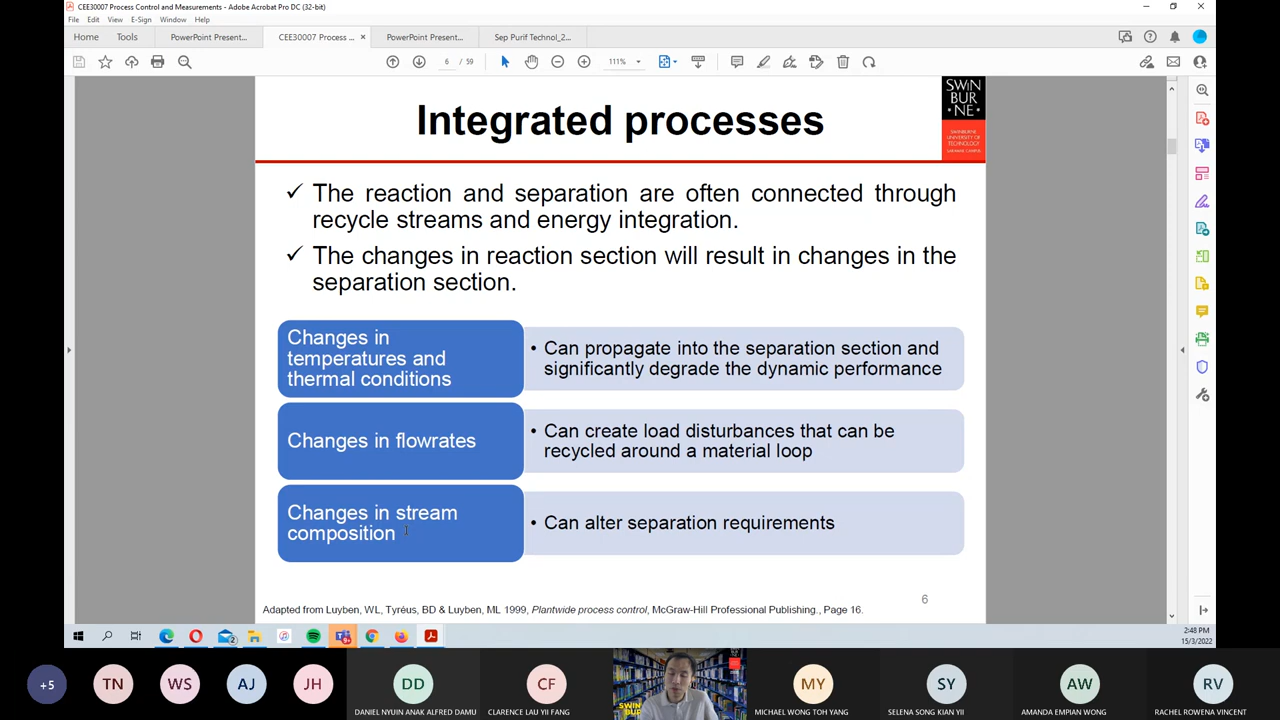 CEE30007 Process Control and Measurements - Adobe Acrobat Pro DC (32-bit)
File Edit View E-Sign Window Help
Home Tools PowerPoint Present... CEE30007 Process ... × PowerPoint Present... Sep Purif Technol_2...
6 / 59 111%
SWIN
BUR
NE
SWINBURNE
UNIVERSITY OF
TECHNOLOGY
SARAWAK CAMPUS
Integrated processes
✓ The reaction and separation are often connected through
recycle streams and energy integration.
✓ The changes in reaction section will result in changes in the
separation section.
Changes in
temperatures and
thermal conditions
• Can propagate into the separation section and
significantly degrade the dynamic performance
Changes in flowrates
• Can create load disturbances that can be
recycled around a material loop
Changes in stream
composition
• Can alter separation requirements
6
Adapted from Luyben, WL, Tyréus, BD & Luyben, ML 1999, Plantwide process control, McGraw-Hill Professional Publishing., Page 16.
2:48 PM
15/3/2022
+5 TN WS AJ JH DD CF MY SY AW RV
SWIN
BUR
DANIEL NYUIN ANAK ALFRED DAMU CLARENCE LAU YII FANG MICHAEL WONG TOH YANG SELENA SONG KIAN YII AMANDA EMPIAN WONG RACHEL ROWENA VINCENT